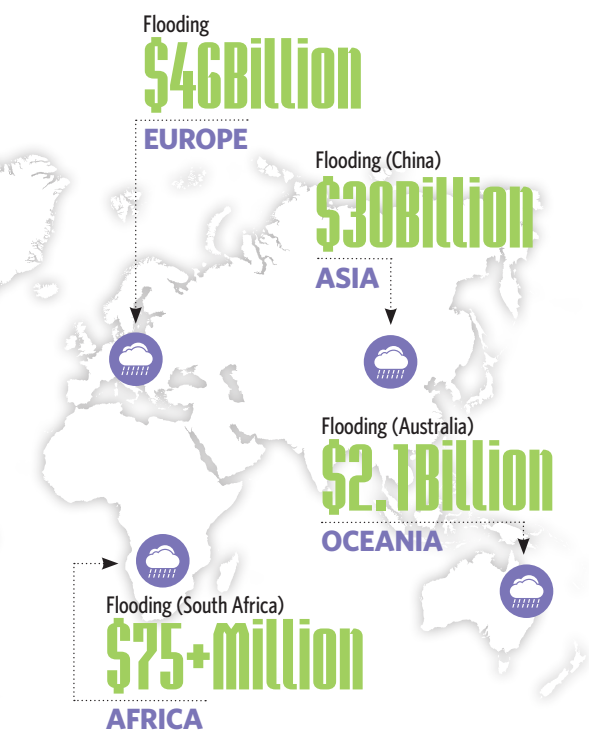 Flooding
$46Billion
EUROPE
Flooding (China)
$30Billion
ASIA
Flooding (Australia)
$2.1Billion
OCEANIA
Flooding (South Africa)
$75+Million
AFRICA